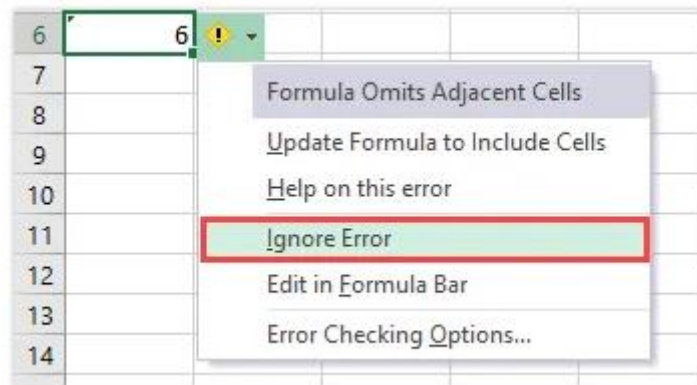 6 6 !
7 Formula Omits Adjacent Cells
8
9 Update Formula to Include Cells
10 Help on this error
11 Ignore Error
12 Edit in Formula Bar
13
14 Error Checking Options...